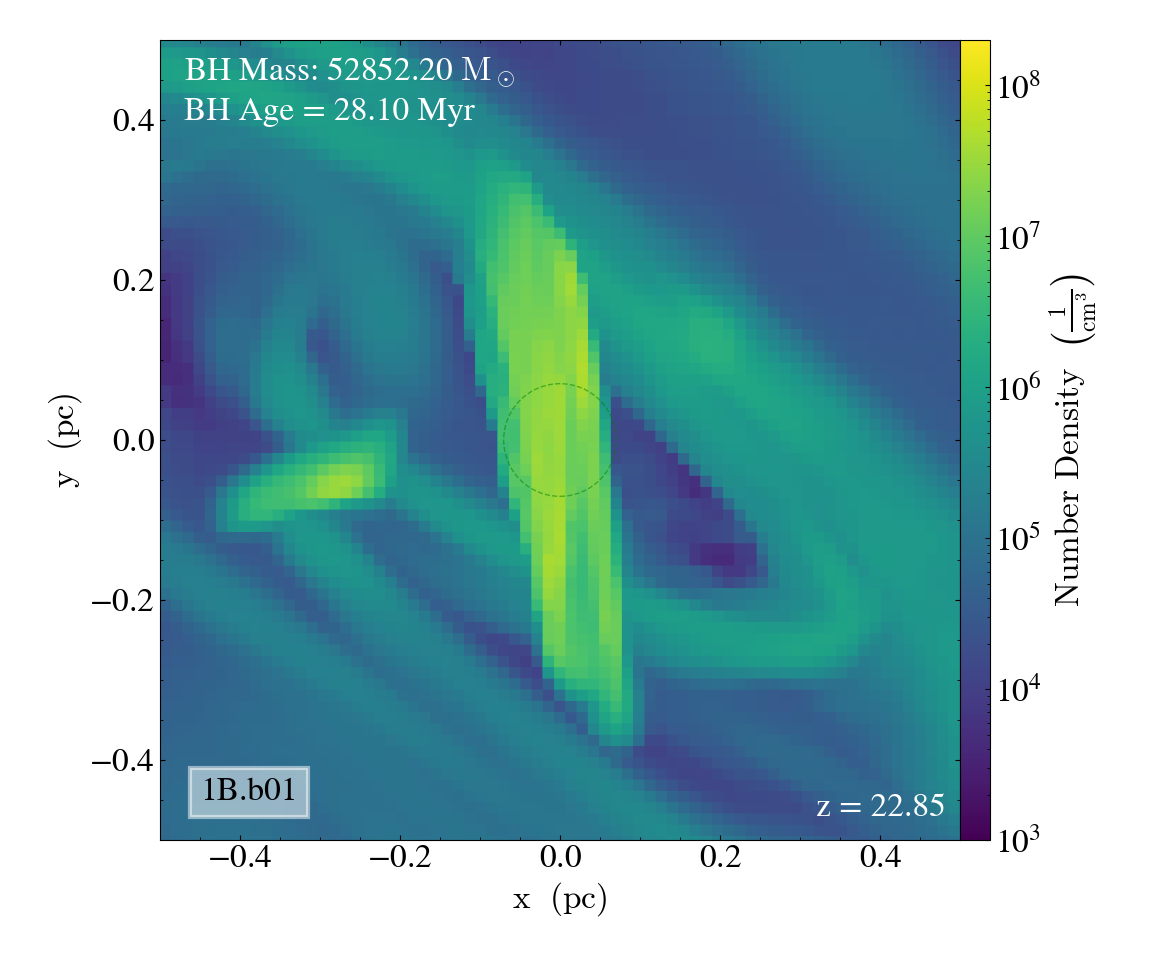 BH Mass: 52852.20 M☉
BH Age = 28.10 Myr
1B.b01
z = 22.85
0.4
0.2
0.0
−0.2
−0.4
y (pc)
−0.4 −0.2 0.0 0.2 0.4
x (pc)
10⁸
10⁷
10⁶
10⁵
10⁴
10³
Number Density (1/cm³)